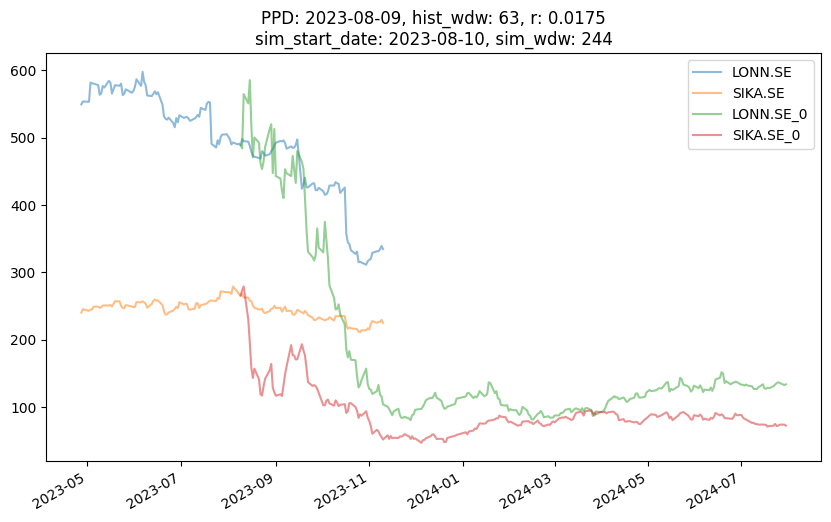 PPD: 2023-08-09, hist_wdw: 63, r: 0.0175
sim_start_date: 2023-08-10, sim_wdw: 244
LONN.SE
SIKA.SE
LONN.SE_0
SIKA.SE_0
600
500
400
300
200
100
2023-05
2023-07
2023-09
2023-11
2024-01
2024-03
2024-05
2024-07